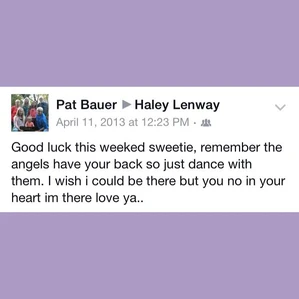 Pat Bauer ▶ Haley Lenway
April 11, 2013 at 12:23 PM ·
Good luck this weeked sweetie, remember the
angels have your back so just dance with
them. I wish i could be there but you no in your
heart im there love ya..